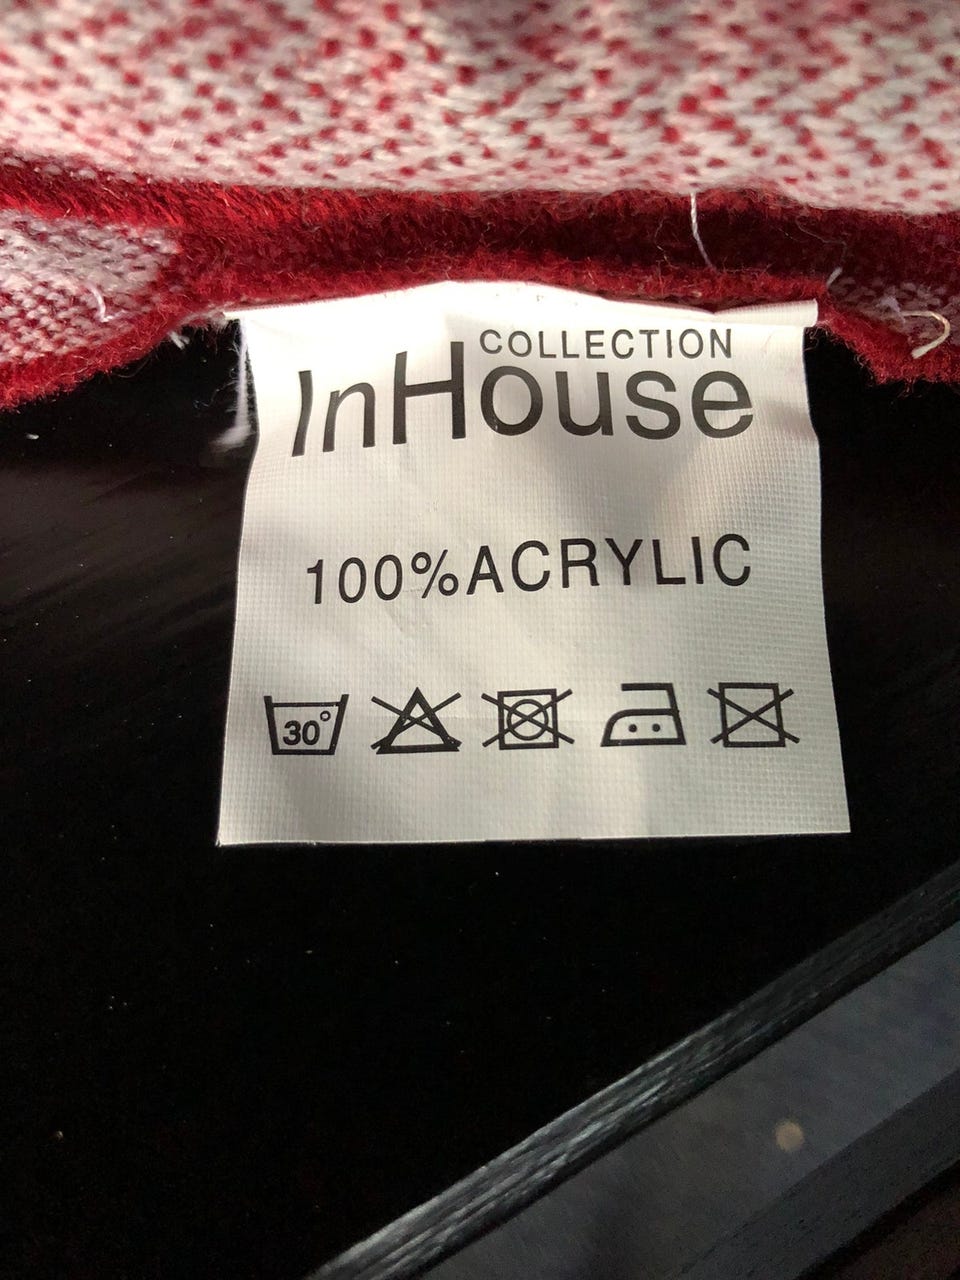 COLLECTION
InHouse
100%ACRYLIC
30°